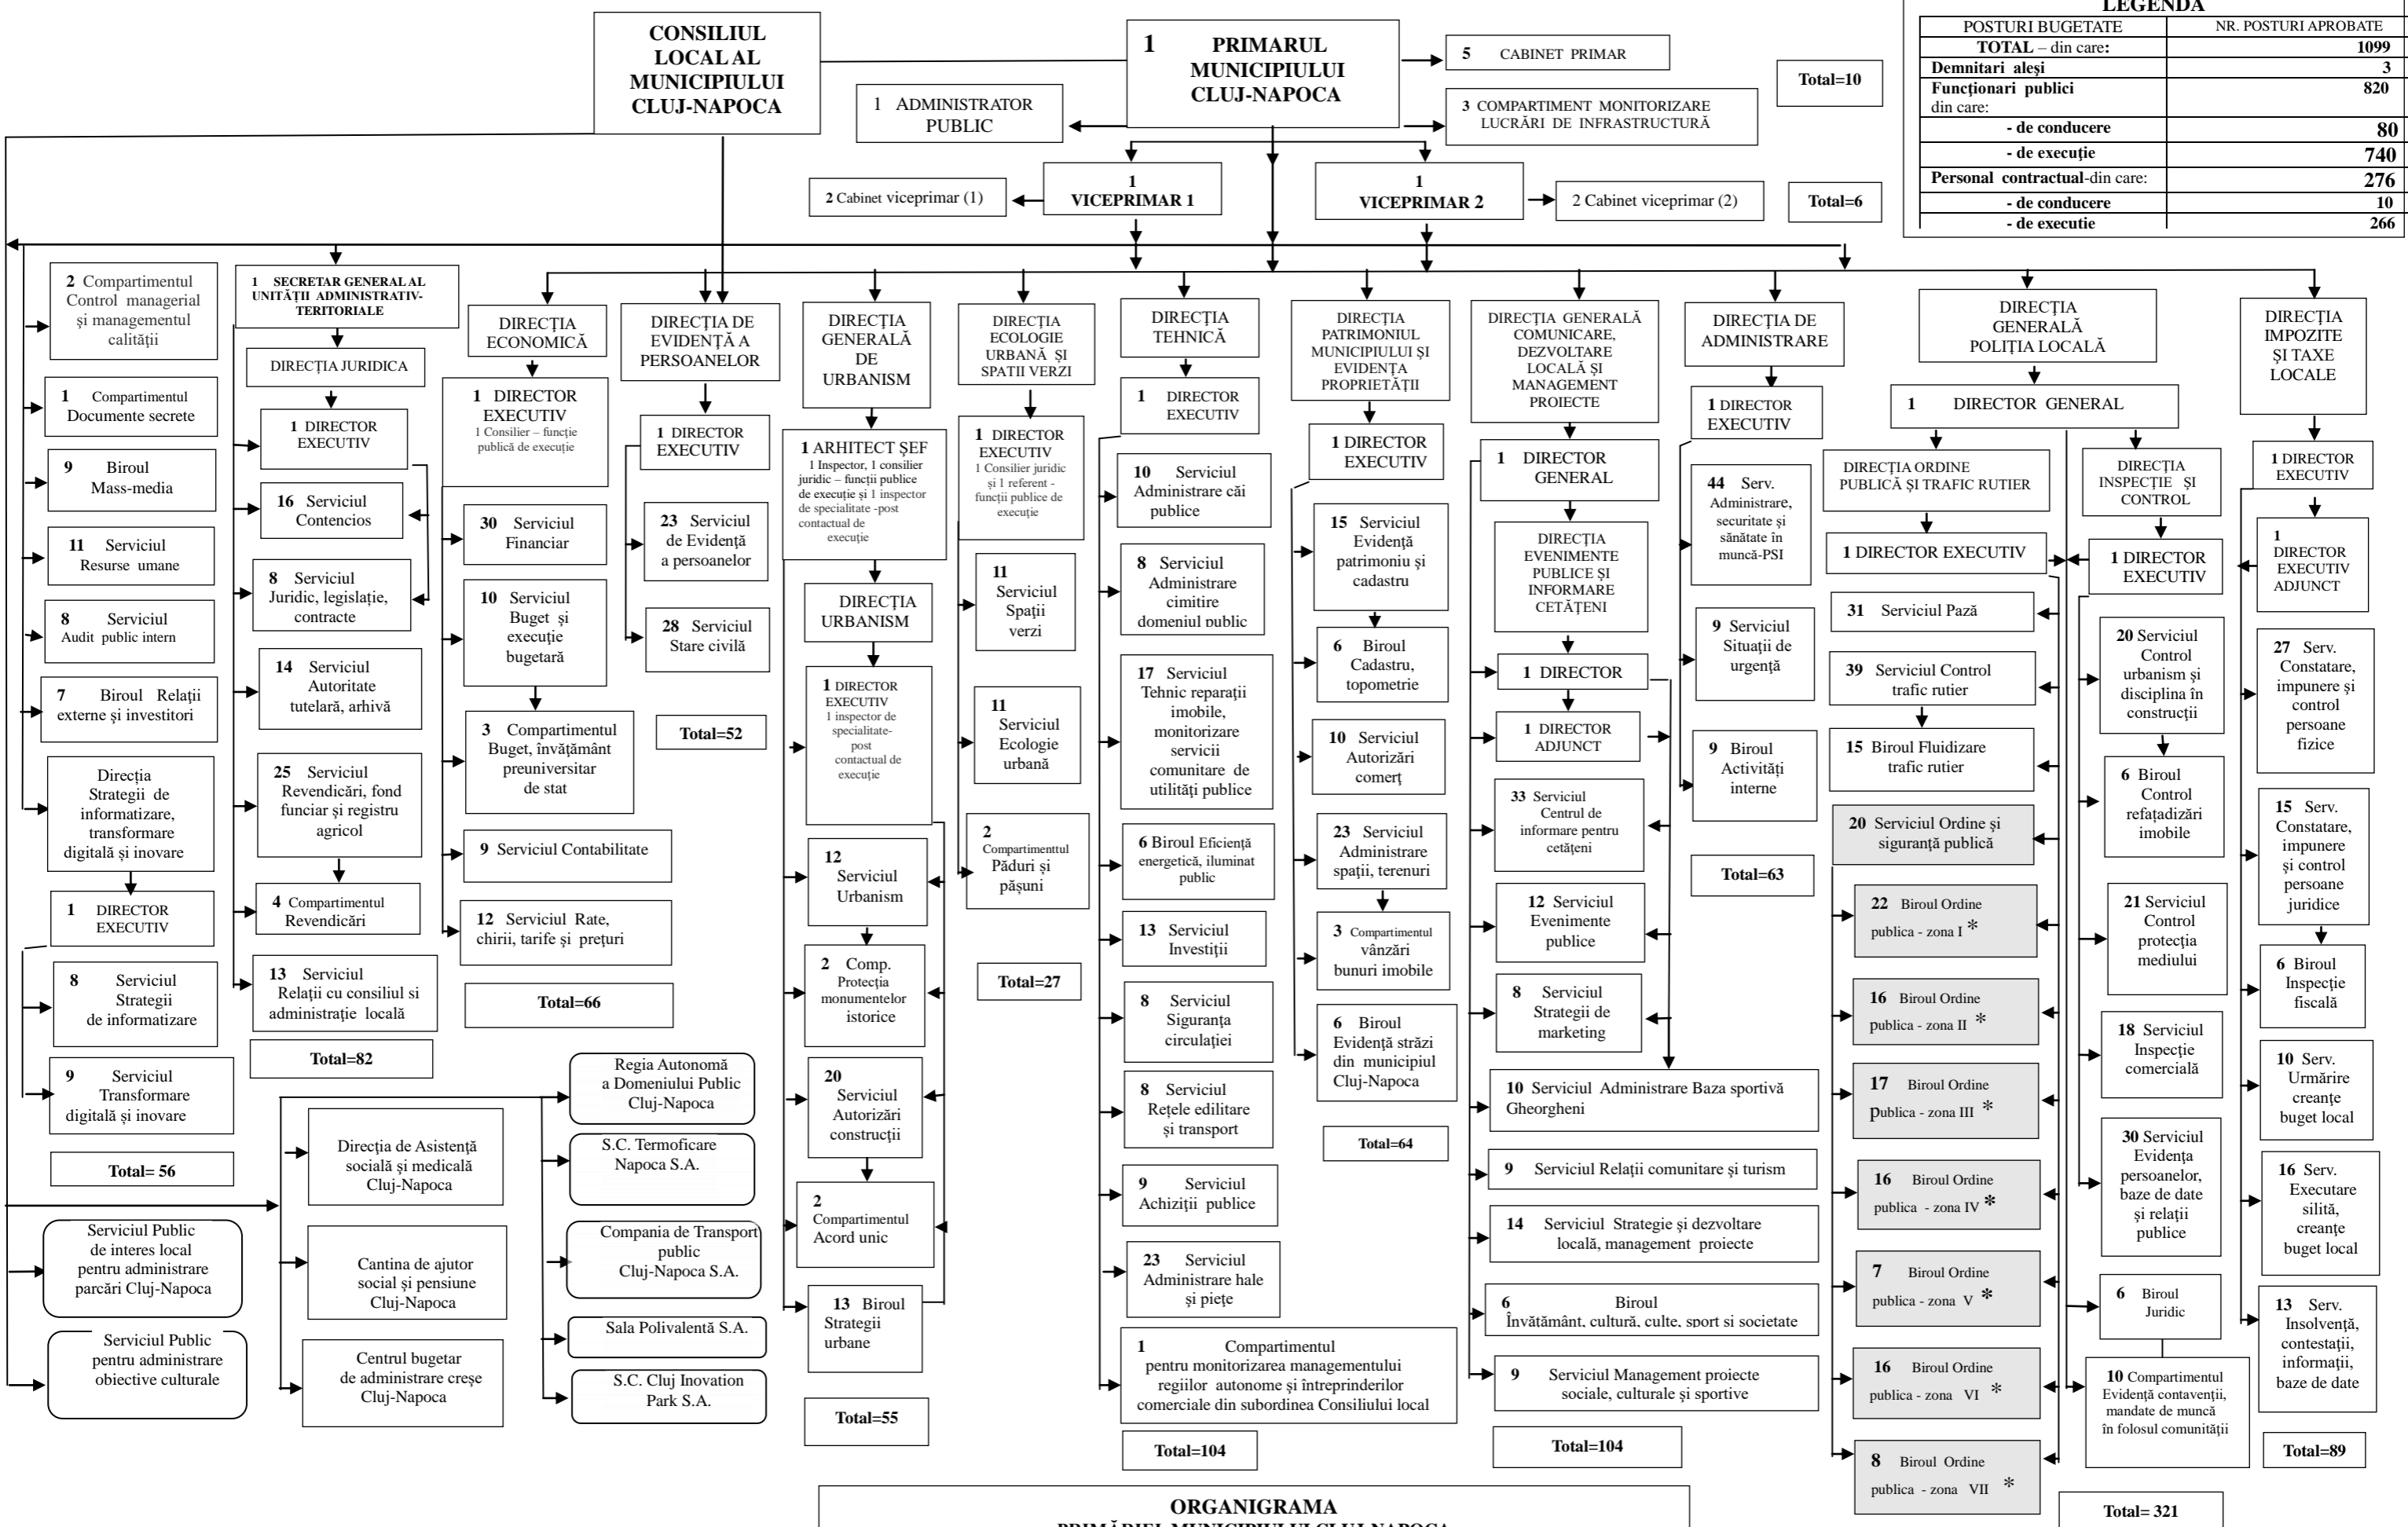 CONSILIUL
LOCAL AL
MUNICIPIULUI
CLUJ-NAPOCA
1 PRIMARUL
MUNICIPIULUI
CLUJ-NAPOCA
5 CABINET PRIMAR
1 ADMINISTRATOR
PUBLIC
3 COMPARTIMENT MONITORIZARE
LUCRĂRI DE INFRASTRUCTURĂ
Total=10
LEGENDA
POSTURI BUGETATE NR. POSTURI APROBATE
TOTAL – din care: 1099
Demnitari aleşi 3
Funcţionari publici 820
din care:
- de conducere 80
- de execuţie 740
Personal contractual-din care: 276
- de conducere 10
- de executie 266
2 Cabinet viceprimar (1)
1
VICEPRIMAR 1
1
VICEPRIMAR 2
2 Cabinet viceprimar (2)
Total=6
2 Compartimentul
Control managerial
şi managementul
calităţii
1 Compartimentul
Documente secrete
9 Biroul
Mass-media
11 Serviciul
Resurse umane
8 Serviciul
Audit public intern
7 Biroul Relaţii
externe şi investitori
Direcția
Strategii de
informatizare,
transformare
digitală și inovare
1 DIRECTOR
EXECUTIV
8 Serviciul
Strategii
de informatizare
9 Serviciul
Transformare
digitală și inovare
Total= 56
Serviciul Public
de interes local
pentru administrare
parcări Cluj-Napoca
Serviciul Public
pentru administrare
obiective culturale
1 SECRETAR GENERAL AL
UNITĂȚII ADMINISTRATIV-
TERITORIALE
DIRECŢIA JURIDICA
1 DIRECTOR
EXECUTIV
16 Serviciul
Contencios
8 Serviciul
Juridic, legislaţie,
contracte
14 Serviciul
Autoritate
tutelară, arhivă
25 Serviciul
Revendicări, fond
funciar şi registru
agricol
4 Compartimentul
Revendicări
13 Serviciul
Relaţii cu consiliul si
administraţie locală
Total=82
Direcţia de Asistenţă
socială şi medicală
Cluj-Napoca
Cantina de ajutor
social şi pensiune
Cluj-Napoca
Centrul bugetar
de administrare creşe
Cluj-Napoca
DIRECŢIA
ECONOMICĂ
1 DIRECTOR
EXECUTIV
1 Consilier – funcţie
publică de execuţie
30 Serviciul
Financiar
10 Serviciul
Buget şi
execuţie
bugetară
3 Compartimentul
Buget, învăţământ
preuniversitar
de stat
9 Serviciul Contabilitate
12 Serviciul Rate,
chirii, tarife şi preţuri
Total=66
Regia Autonomă
a Domeniului Public
Cluj-Napoca
S.C. Termoficare
Napoca S.A.
Compania de Transport
public
Cluj-Napoca S.A.
Sala Polivalentă S.A.
S.C. Cluj Inovation
Park S.A.
DIRECŢIA DE
EVIDENŢĂ A
PERSOANELOR
1 DIRECTOR
EXECUTIV
23 Serviciul
de Evidenţă
a persoanelor
28 Serviciul
Stare civilă
Total=52
DIRECŢIA
GENERALĂ
DE
URBANISM
1 ARHITECT ŞEF
1 Inspector, 1 consilier
juridic – funcţii publice
de execuţie şi 1 inspector
de specialitate -post
contactual de
execuţie
DIRECŢIA
URBANISM
1 DIRECTOR
EXECUTIV
1 inspector de
specialitate-
post
contactual de
execuţie
12
Serviciul
Urbanism
2 Comp.
Protecţia
monumentelor
istorice
20
Serviciul
Autorizări
construcţii
2
Compartimentul
Acord unic
13 Biroul
Strategii
urbane
Total=55
DIRECŢIA
ECOLOGIE
URBANĂ ŞI
SPATII VERZI
1 DIRECTOR
EXECUTIV
1 Consilier juridic
şi 1 referent -
funcţii publice de
execuţie
11
Serviciul
Spaţii
verzi
11
Serviciul
Ecologie
urbană
2
Compartimenttul
Păduri și
pășuni
Total=27
DIRECŢIA
TEHNICĂ
1 DIRECTOR
EXECUTIV
10 Serviciul
Administrare căi
publice
8 Serviciul
Administrare
cimitire
domeniul public
17 Serviciul
Tehnic reparaţii
imobile,
monitorizare
servicii
comunitare de
utilităţi publice
6 Biroul Eficienţă
energetică, iluminat
public
13 Serviciul
Investiţii
8 Serviciul
Siguranţa
circulaţiei
8 Serviciul
Reţele edilitare
şi transport
9 Serviciul
Achiziţii publice
23 Serviciul
Administrare hale
şi pieţe
1 Compartimentul
pentru monitorizarea managementului
regiilor autonome şi întreprinderilor
comerciale din subordinea Consiliului local
Total=104
DIRECŢIA
PATRIMONIUL
MUNICIPIULUI ŞI
EVIDENŢA
PROPRIETĂŢII
1 DIRECTOR
EXECUTIV
15 Serviciul
Evidenţă
patrimoniu şi
cadastru
6 Biroul
Cadastru,
topometrie
10 Serviciul
Autorizări
comerţ
23 Serviciul
Administrare
spaţii, terenuri
3 Compartimentul
vânzări
bunuri imobile
6 Biroul
Evidenţă străzi
din municipiul
Cluj-Napoca
Total=64
DIRECŢIA GENERALĂ
COMUNICARE,
DEZVOLTARE
LOCALĂ ŞI
MANAGEMENT
PROIECTE
1 DIRECTOR
GENERAL
DIRECŢIA
EVENIMENTE
PUBLICE ŞI
INFORMARE
CETĂŢENI
1 DIRECTOR
1 DIRECTOR
ADJUNCT
33 Serviciul
Centrul de
informare pentru
cetăţeni
12 Serviciul
Evenimente
publice
8 Serviciul
Strategii de
marketing
10 Serviciul Administrare Baza sportivă
Gheorgheni
9 Serviciul Relaţii comunitare şi turism
14 Serviciul Strategie şi dezvoltare
locală, management proiecte
6 Biroul
Învăţământ, cultură, culte, sport si societate
9 Serviciul Management proiecte
sociale, culturale şi sportive
Total=104
DIRECŢIA DE
ADMINISTRARE
1 DIRECTOR
EXECUTIV
44 Serv.
Administrare,
securitate şi
sănătate în
muncă-PSI
9 Serviciul
Situaţii de
urgenţă
9 Biroul
Activităţi
interne
Total=63
DIRECŢIA
GENERALĂ
POLIŢIA LOCALĂ
1 DIRECTOR GENERAL
DIRECŢIA ORDINE
PUBLICĂ ŞI TRAFIC RUTIER
1 DIRECTOR EXECUTIV
31 Serviciul Pază
39 Serviciul Control
trafic rutier
15 Biroul Fluidizare
trafic rutier
20 Serviciul Ordine şi
siguranţă publică
22 Biroul Ordine
publica - zona I *
16 Biroul Ordine
publica - zona II *
17 Biroul Ordine
publica - zona III *
16 Biroul Ordine
publica - zona IV *
7 Biroul Ordine
publica - zona V *
16 Biroul Ordine
publica - zona VI *
8 Biroul Ordine
publica - zona VII *
DIRECŢIA
INSPECŢIE ŞI
CONTROL
1 DIRECTOR
EXECUTIV
20 Serviciul
Control
urbanism şi
disciplina în
construcţii
6 Biroul
Control
refațadizări
imobile
21 Serviciul
Control
protecţia
mediului
18 Serviciul
Inspecţie
comercială
30 Serviciul
Evidenţa
persoanelor,
baze de date
şi relaţii
publice
6 Biroul
Juridic
10 Compartimentul
Evidenţă contavenţii,
mandate de muncă
în folosul comunităţii
Total= 321
DIRECŢIA
IMPOZITE
ŞI TAXE
LOCALE
1 DIRECTOR
EXECUTIV
1
DIRECTOR
EXECUTIV
ADJUNCT
27 Serv.
Constatare,
impunere şi
control
persoane
fizice
15 Serv.
Constatare,
impunere
şi control
persoane
juridice
6 Biroul
Inspecţie
fiscală
10 Serv.
Urmărire
creanţe
buget local
16 Serv.
Executare
silită,
creanţe
buget local
13 Serv.
Insolvenţă,
contestaţii,
informaţii,
baze de date
Total=89
ORGANIGRAMA
PRIMĂRIEI MUNICIPIULUI CLUJ-NAPOCA